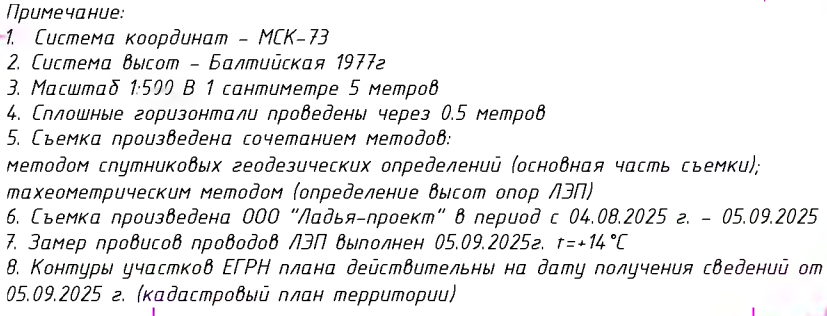 Примечание:
1. Система координат - МСК-73
2. Система высот - Балтийская 1977г
3. Масштаб 1:500 В 1 сантиметре 5 метров
4. Сплошные горизонтали проведены через 0.5 метров
5. Съемка произведена сочетанием методов:
методом спутниковых геодезических определений (основная часть съемки);
тахеометрическим методом (определение высот опор ЛЭП)
6. Съемка произведена ООО "Ладья-проект" в период с 04.08.2025 г. - 05.09.2025
7. Замер провисов проводов ЛЭП выполнен 05.09.2025г. t=+14°С
8. Контуры участков ЕГРН плана действительны на дату получения сведений от
05.09.2025 г. (кадастровый план территории)